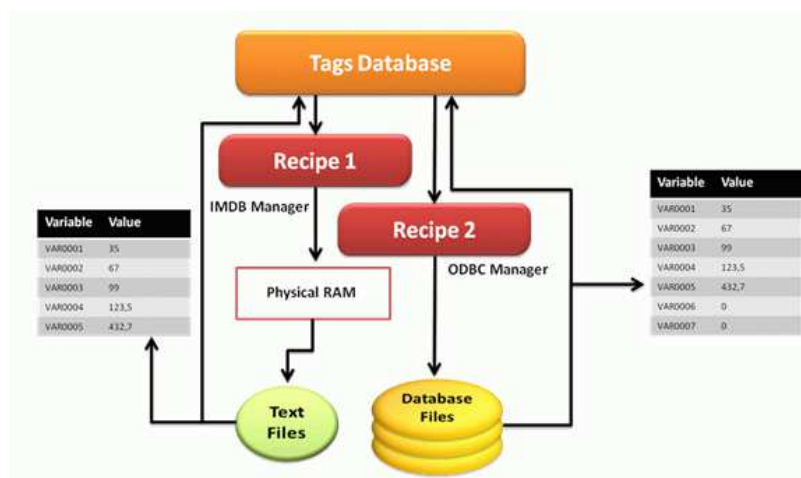 Tags Database
Recipe 1
IMDB Manager
Recipe 2
ODBC Manager
Physical RAM
Text
Files
Database
Files
Variable Value
VAR0001 35
VAR0002 67
VAR0003 99
VAR0004 123,5
VAR0005 432,7
Variable Value
VAR0001 35
VAR0002 67
VAR0003 99
VAR0004 123,5
VAR0005 432,7
VAR0006 0
VAR0007 0